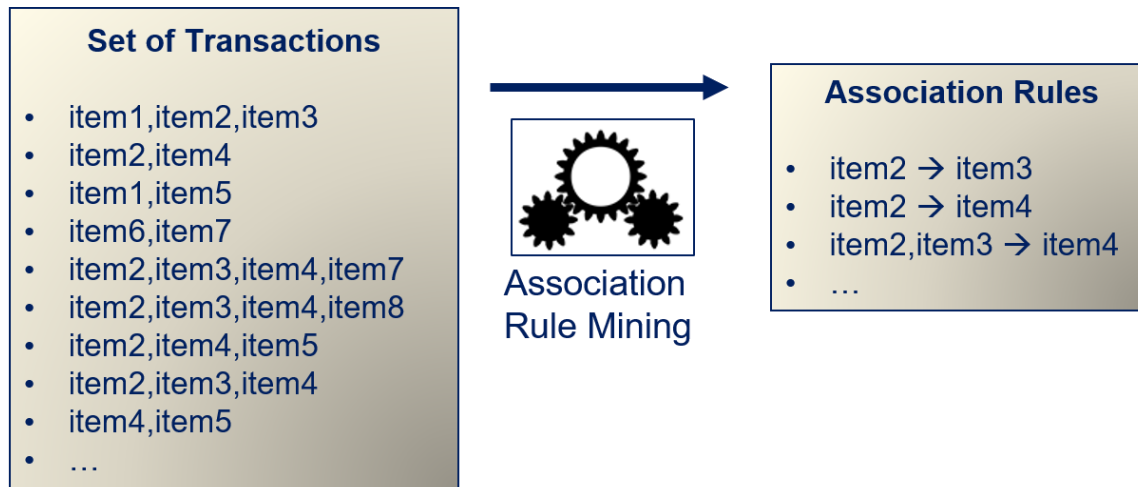 Set of Transactions
• item1,item2,item3
• item2,item4
• item1,item5
• item6,item7
• item2,item3,item4,item7
• item2,item3,item4,item8
• item2,item4,item5
• item2,item3,item4
• item4,item5
• …
Association
Rule Mining
Association Rules
• item2 → item3
• item2 → item4
• item2,item3 → item4
• …